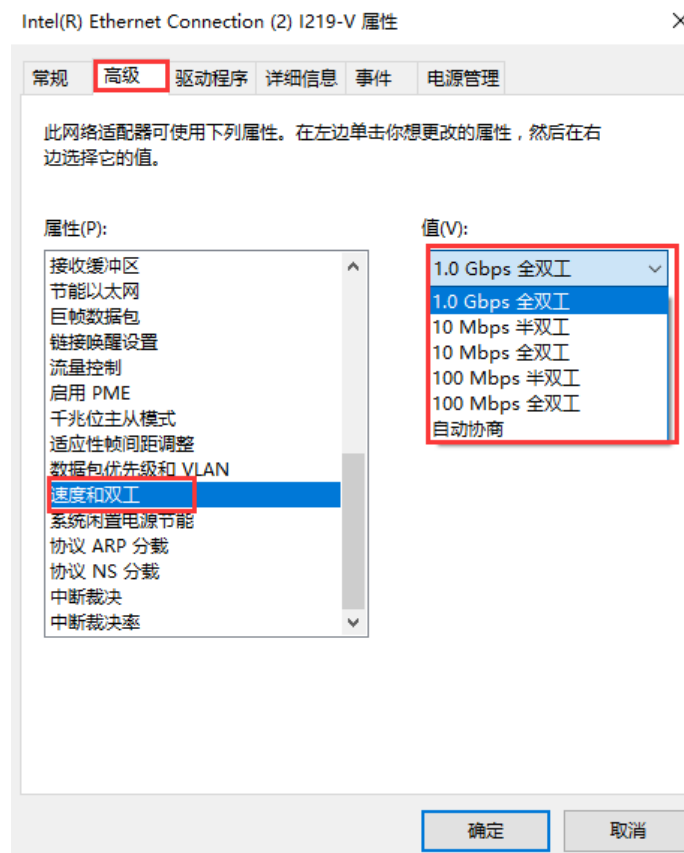 Intel(R) Ethernet Connection (2) I219-V 属性
常规 高级 驱动程序 详细信息 事件 电源管理
此网络适配器可使用下列属性。在左边单击你想更改的属性，然后在右
边选择它的值。
属性(P):
接收缓冲区
节能以太网
巨帧数据包
链接唤醒设置
流量控制
启用 PME
千兆位主从模式
适应性帧间距调整
数据包优先级和 VLAN
速度和双工
系统闲置电源节能
协议 ARP 分载
协议 NS 分载
中断裁决
中断裁决率
值(V):
1.0 Gbps 全双工
1.0 Gbps 全双工
10 Mbps 半双工
10 Mbps 全双工
100 Mbps 半双工
100 Mbps 全双工
自动协商
确定 取消